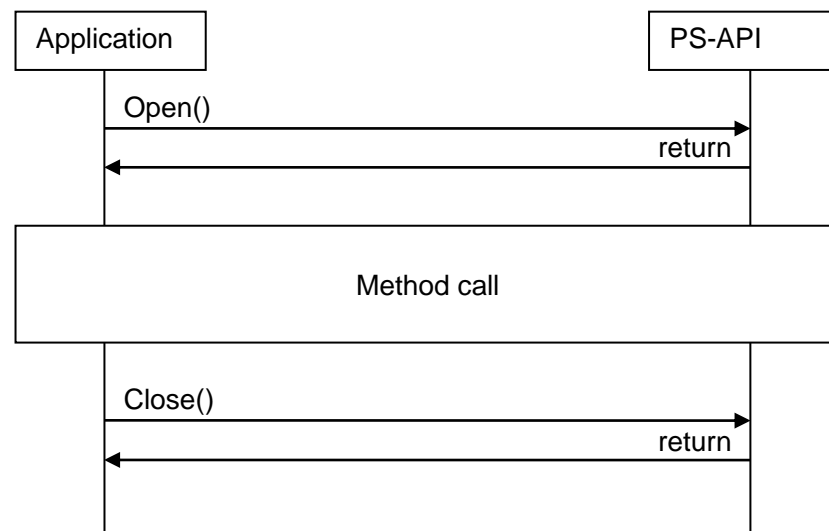 Application
PS-API
Open()
return
Method call
Close()
return